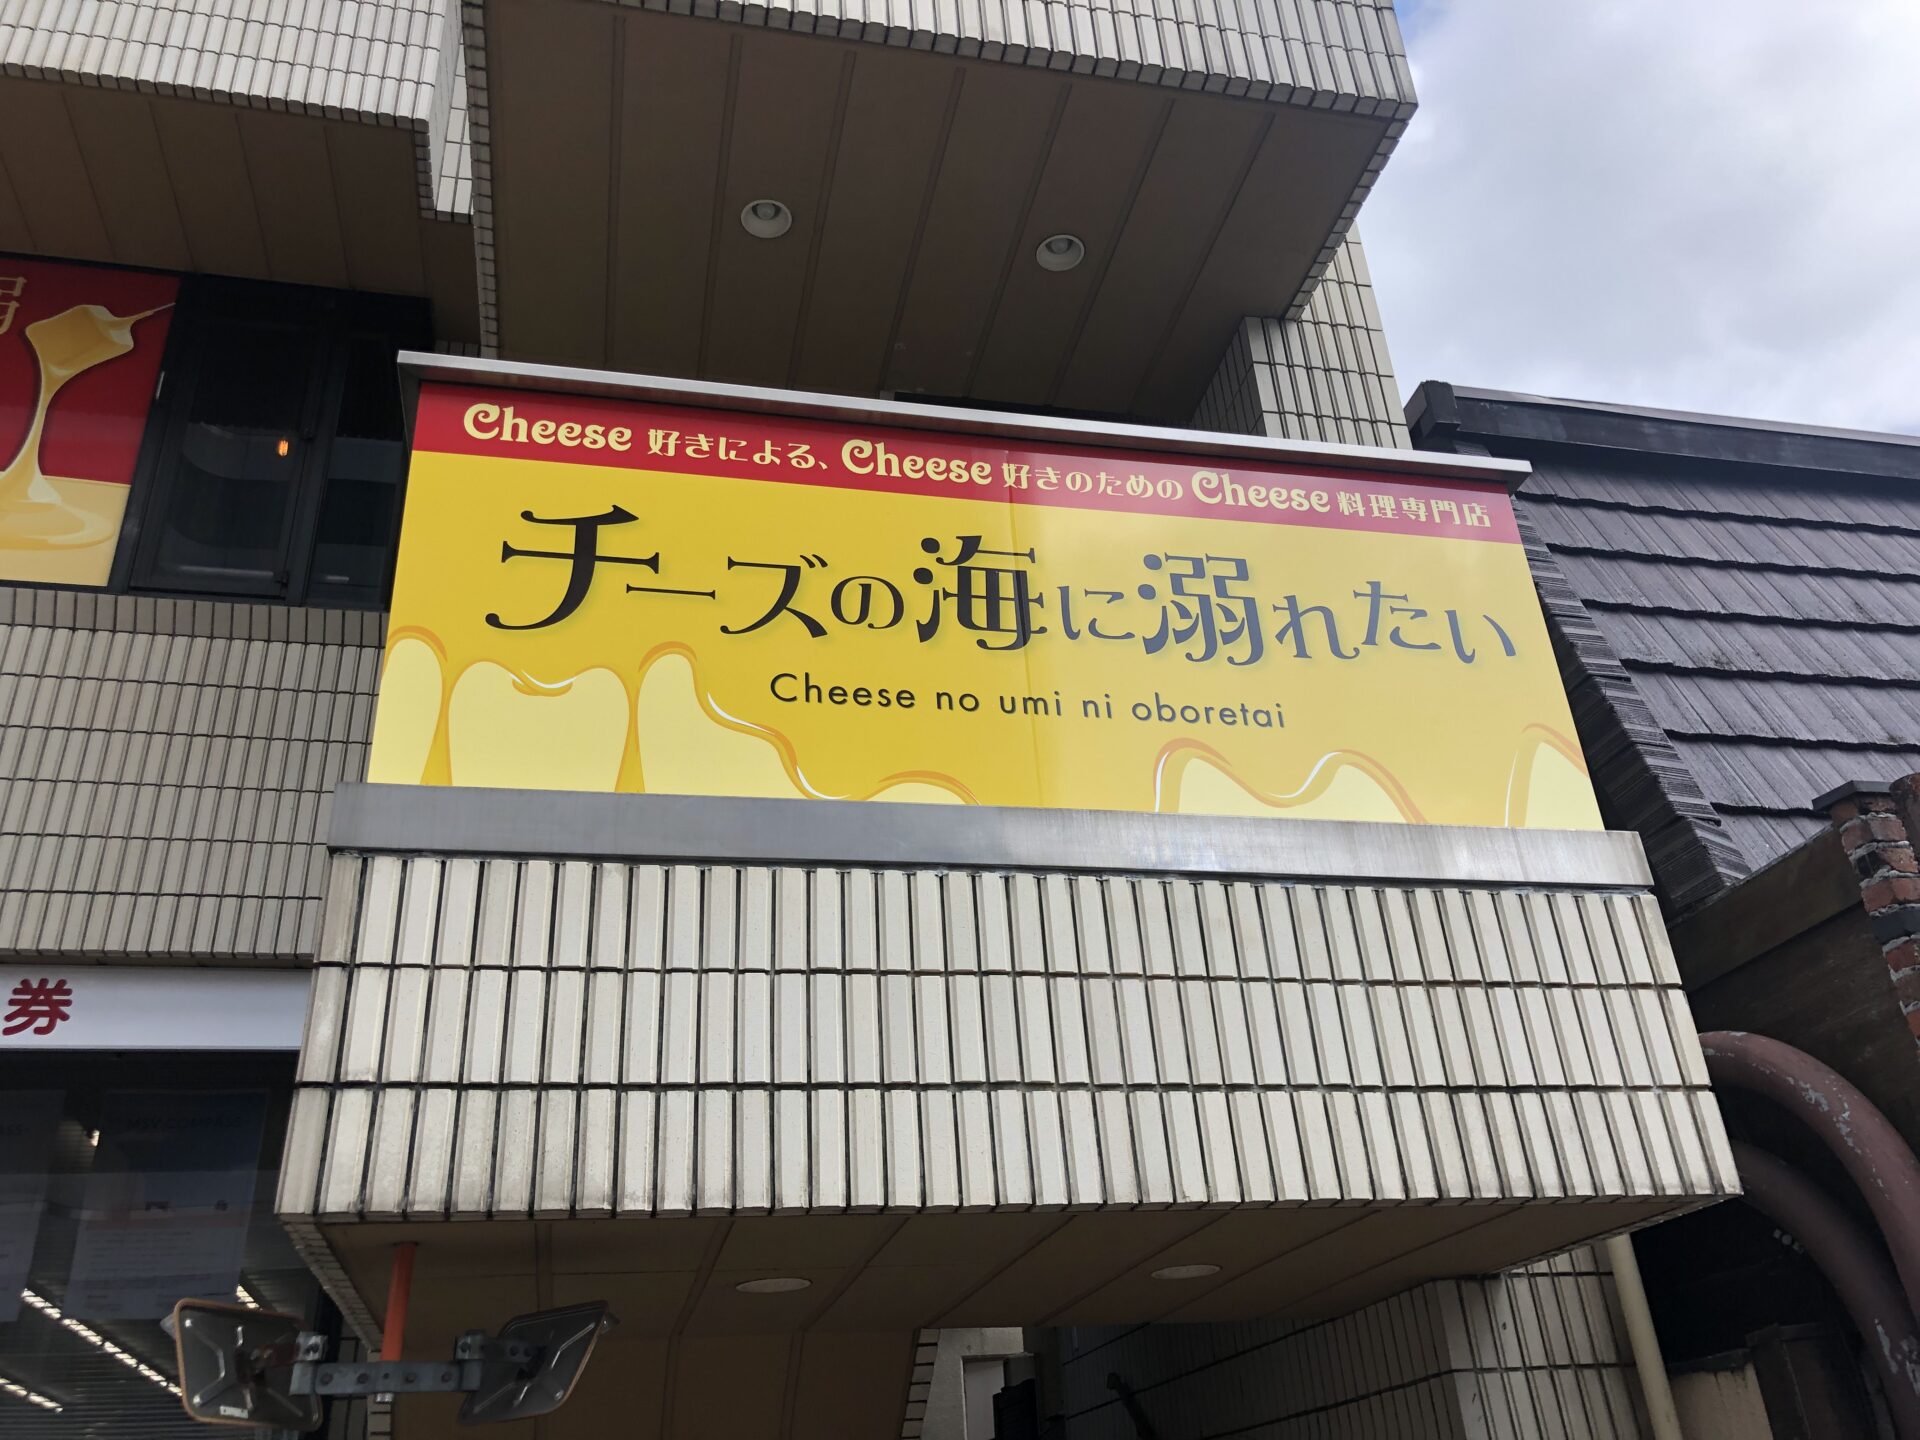 Cheese 好きによる、Cheese 好きのための Cheese 料理専門店
チーズの海に溺れたい
Cheese no umi ni oboretai
券